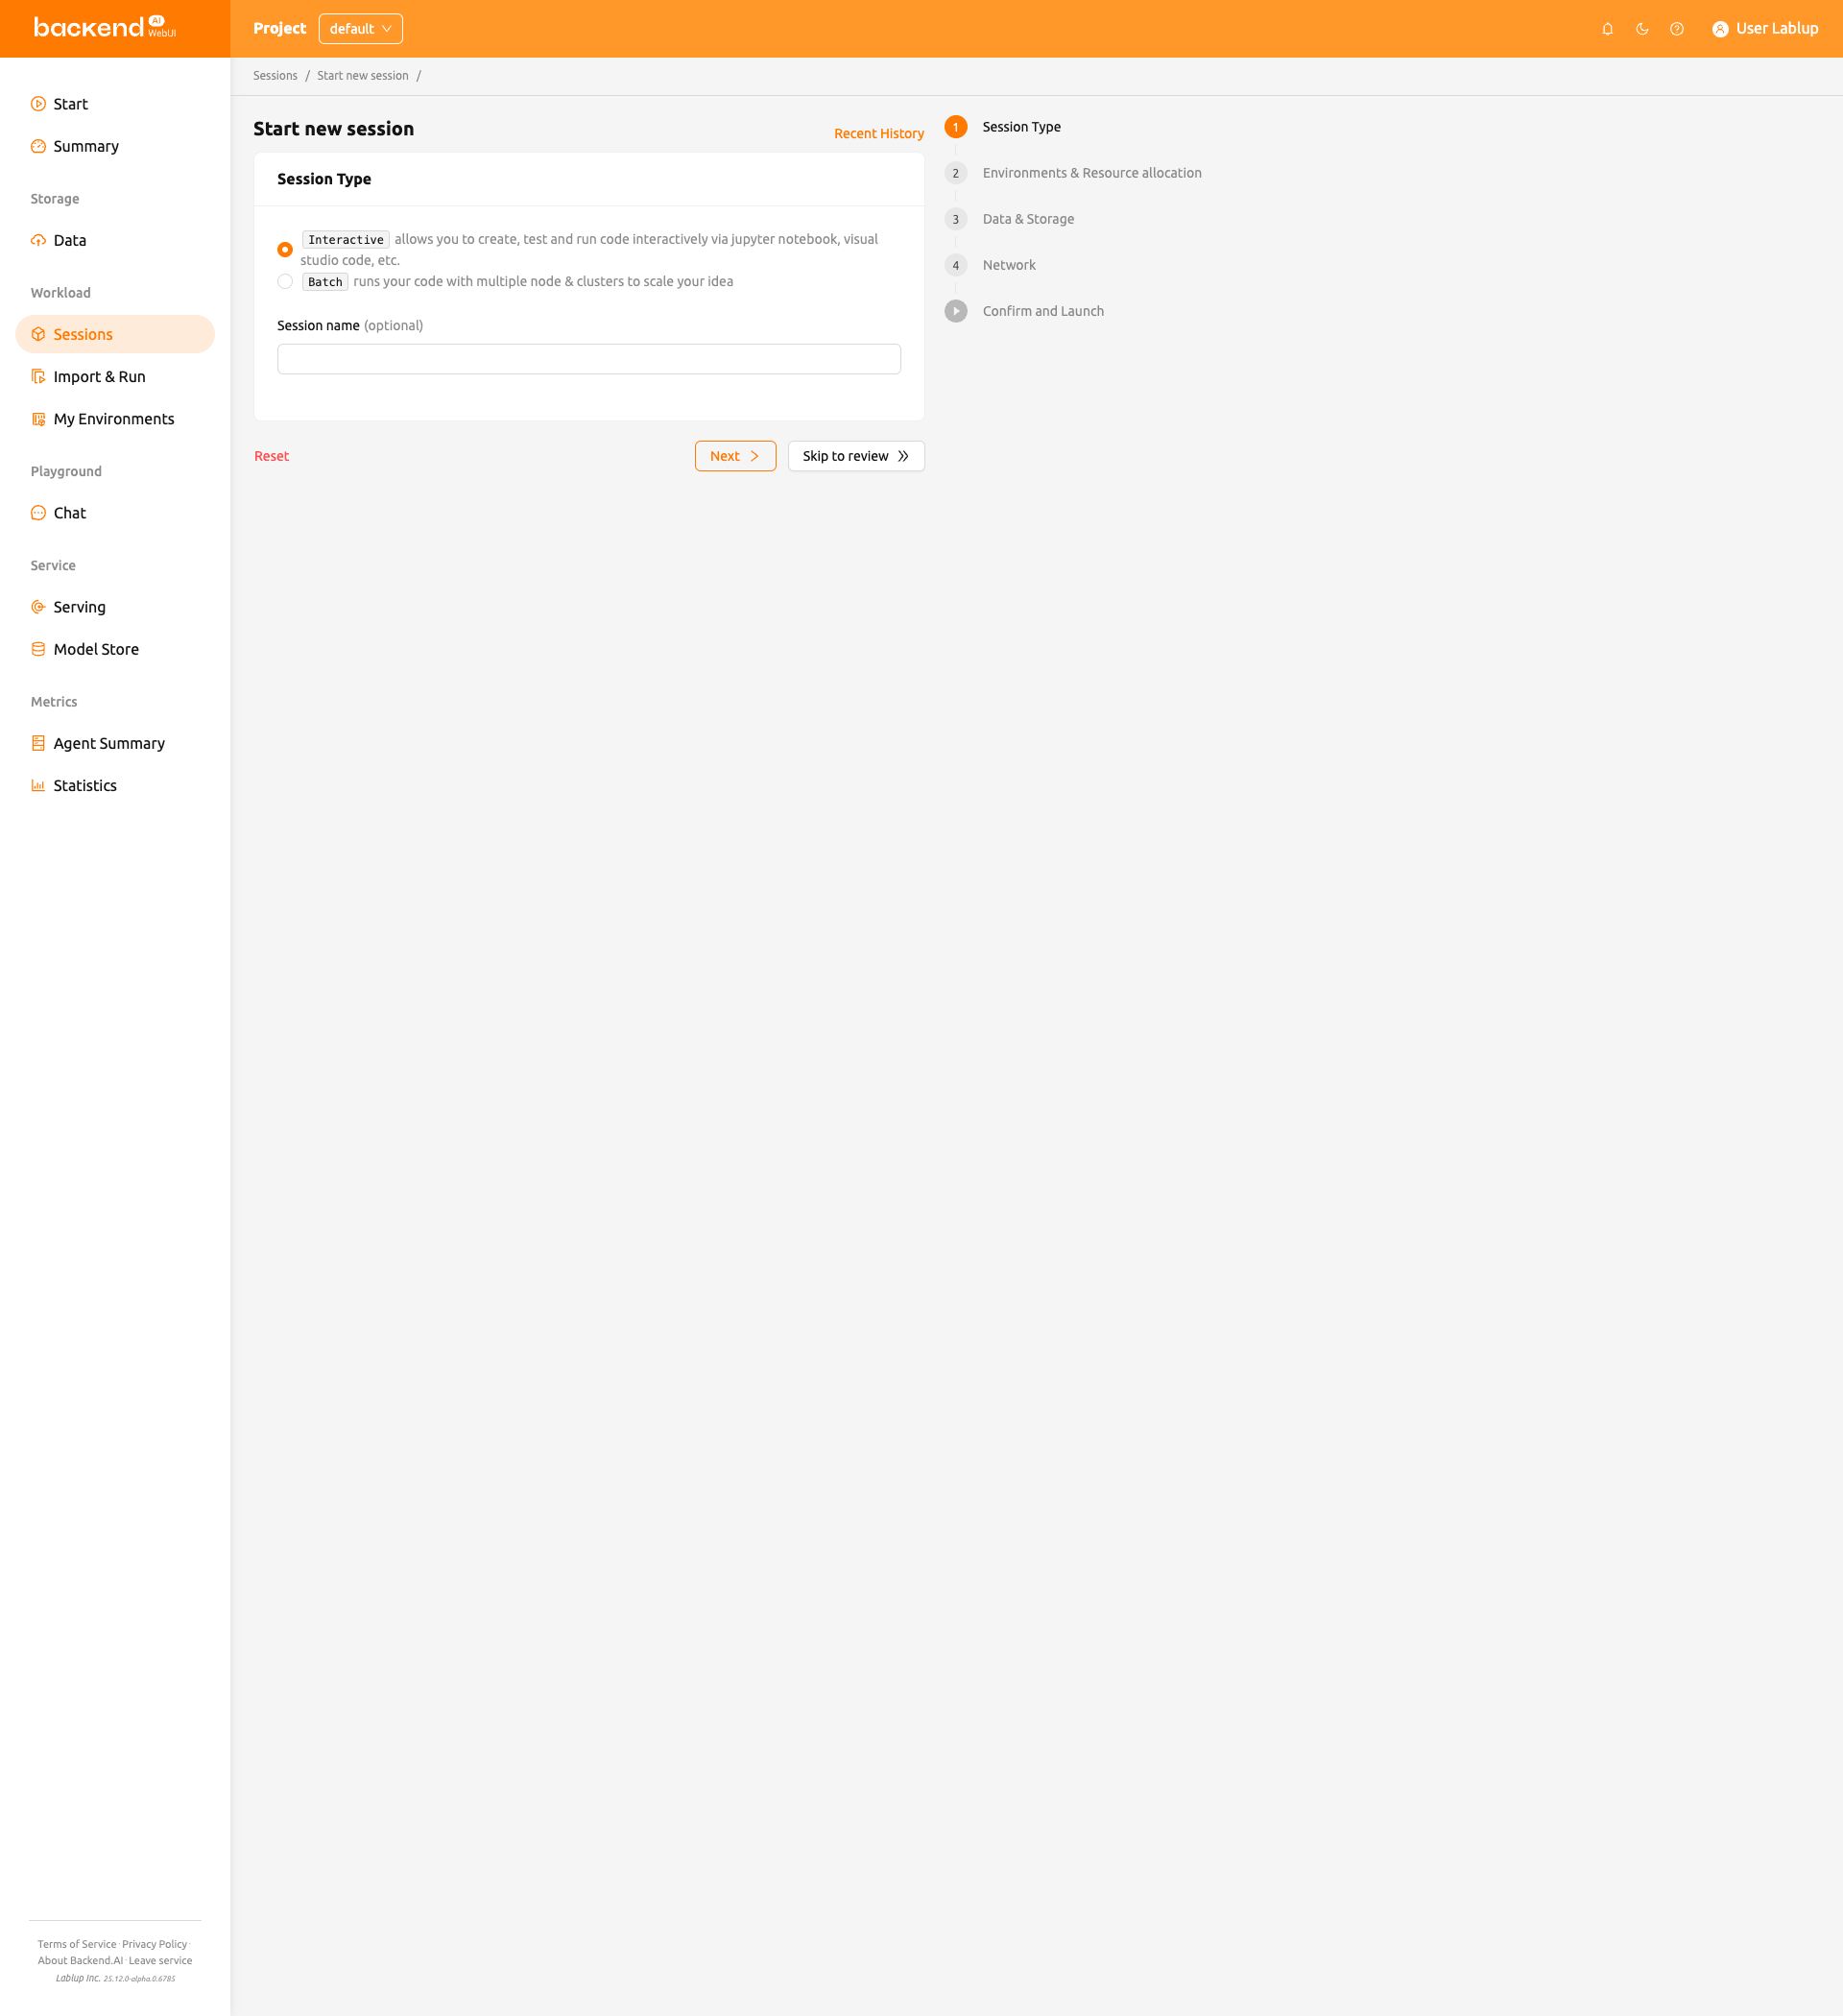 backend AI WebUI
Project default
User Lablup
Start
Summary
Storage
Data
Workload
Sessions
Import & Run
My Environments
Playground
Chat
Service
Serving
Model Store
Metrics
Agent Summary
Statistics
Terms of Service · Privacy Policy ·
About Backend.AI · Leave service
Lablup Inc. 25.12.0-alpha.0.6785
Sessions / Start new session /
Start new session
Recent History
Session Type
Interactive allows you to create, test and run code interactively via jupyter notebook, visual
studio code, etc.
Batch runs your code with multiple node & clusters to scale your idea
Session name (optional)
Reset
Next
Skip to review
1 Session Type
2 Environments & Resource allocation
3 Data & Storage
4 Network
Confirm and Launch